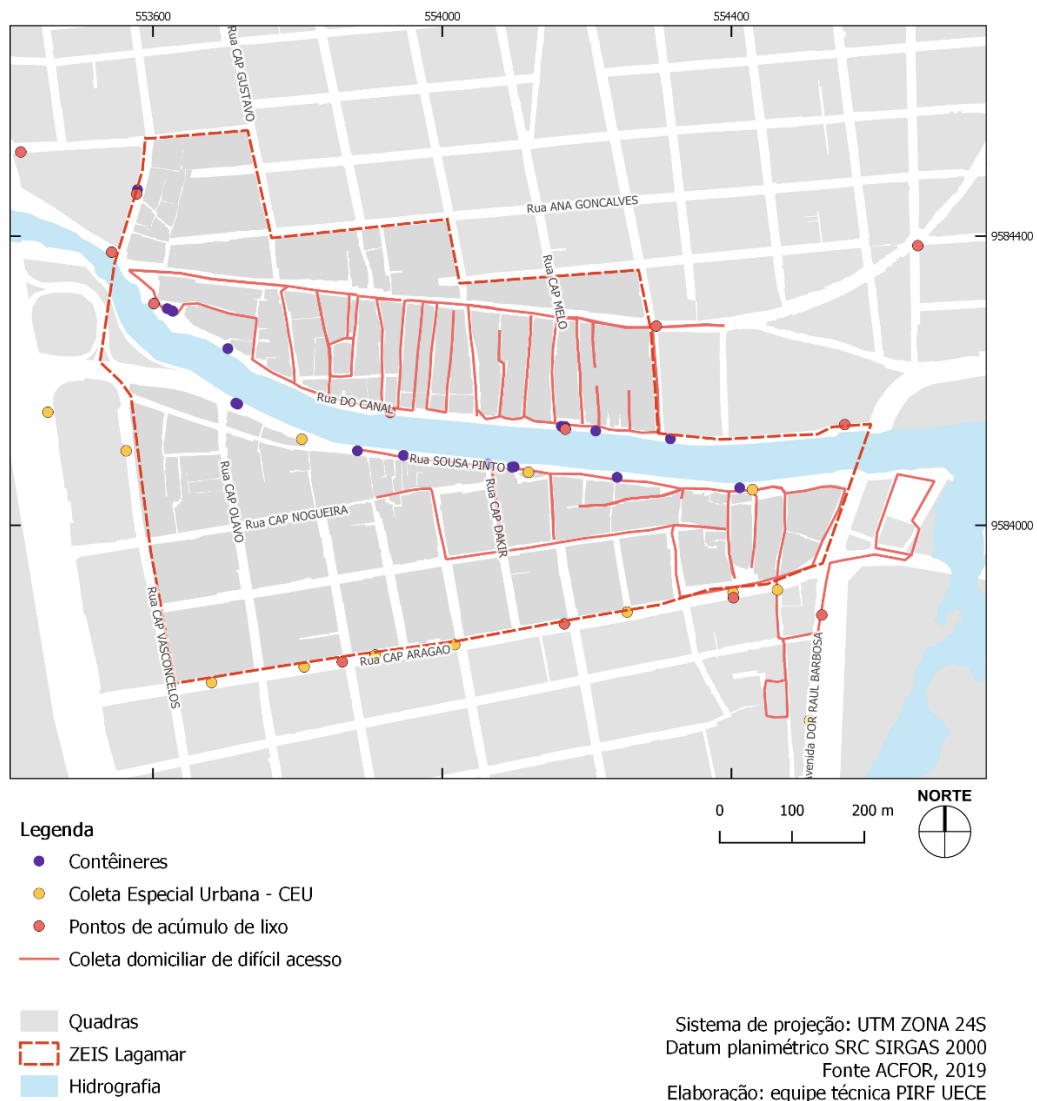 553600
554000
554400
Rua CAP GUSTAVO
Rua ANA GONCALVES
9584400
9584400
Rua CAP MELO
Rua DO CANAL
Rua SOUSA PINTO
Rua CAP OLAVO
Rua CAP NOGUEIRA
Rua CAP DAKIR
9584000
9584000
Rua CAP VASCONCELOS
Rua CAP ARAGAO
Avenida DOR RAUL BARBOSA
0 100 200 m
NORTE
Legenda
Contêineres
Coleta Especial Urbana - CEU
Pontos de acúmulo de lixo
Coleta domiciliar de difícil acesso
Quadras
ZEIS Lagamar
Hidrografia
Sistema de projeção: UTM ZONA 24S
Datum planimétrico SRC SIRGAS 2000
Fonte ACFOR, 2019
Elaboração: equipe técnica PIRF UECE